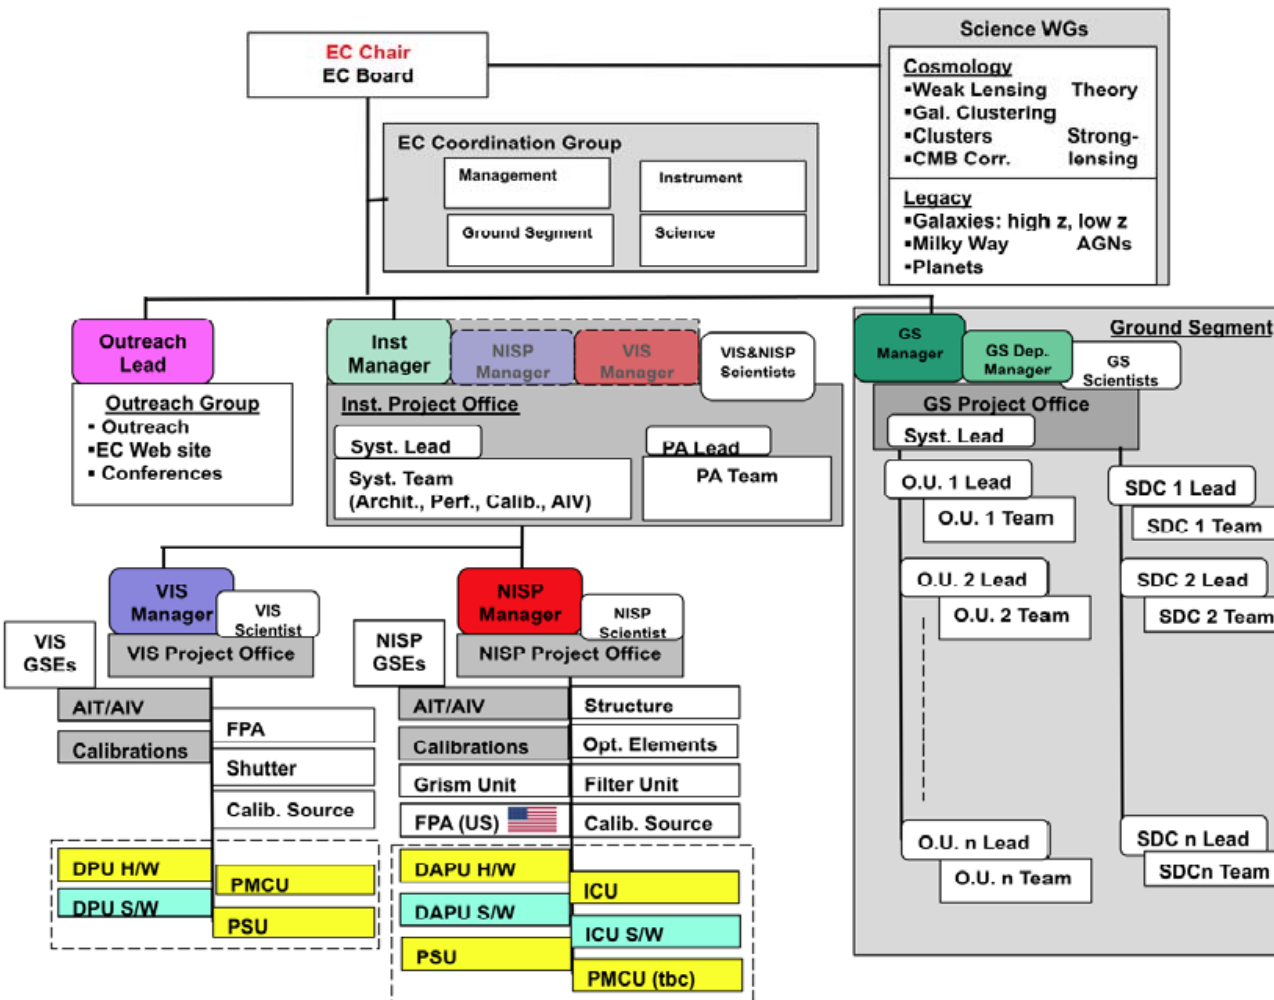 EC Chair
EC Board
Science WGs
Cosmology
▪Weak Lensing Theory
▪Gal. Clustering
▪Clusters Strong-
▪CMB Corr. lensing
Legacy
▪Galaxies: high z, low z
▪Milky Way AGNs
▪Planets
EC Coordination Group
Management
Instrument
Ground Segment
Science
Outreach
Lead
Outreach Group
▪ Outreach
▪EC Web site
▪ Conferences
Inst
Manager
NISP
Manager
VIS
Manager
VIS&NISP
Scientists
Inst. Project Office
Syst. Lead
Syst. Team
(Archit., Perf., Calib., AIV)
PA Lead
PA Team
Ground Segment
GS
Manager
GS Dep.
Manager
GS
Scientists
GS Project Office
Syst. Lead
O.U. 1 Lead
O.U. 1 Team
O.U. 2 Lead
O.U. 2 Team
O.U. n Lead
O.U. n Team
SDC 1 Lead
SDC 1 Team
SDC 2 Lead
SDC 2 Team
SDC n Lead
SDCn Team
VIS
Manager
VIS
Scientist
VIS
GSEs
VIS Project Office
AIT/AIV
Calibrations
FPA
Shutter
Calib. Source
DPU H/W
DPU S/W
PMCU
PSU
NISP
Manager
NISP
Scientist
NISP
GSEs
NISP Project Office
AIT/AIV
Calibrations
Grism Unit
FPA (US)
Structure
Opt. Elements
Filter Unit
Calib. Source
DAPU H/W
DAPU S/W
PSU
ICU
ICU S/W
PMCU (tbc)